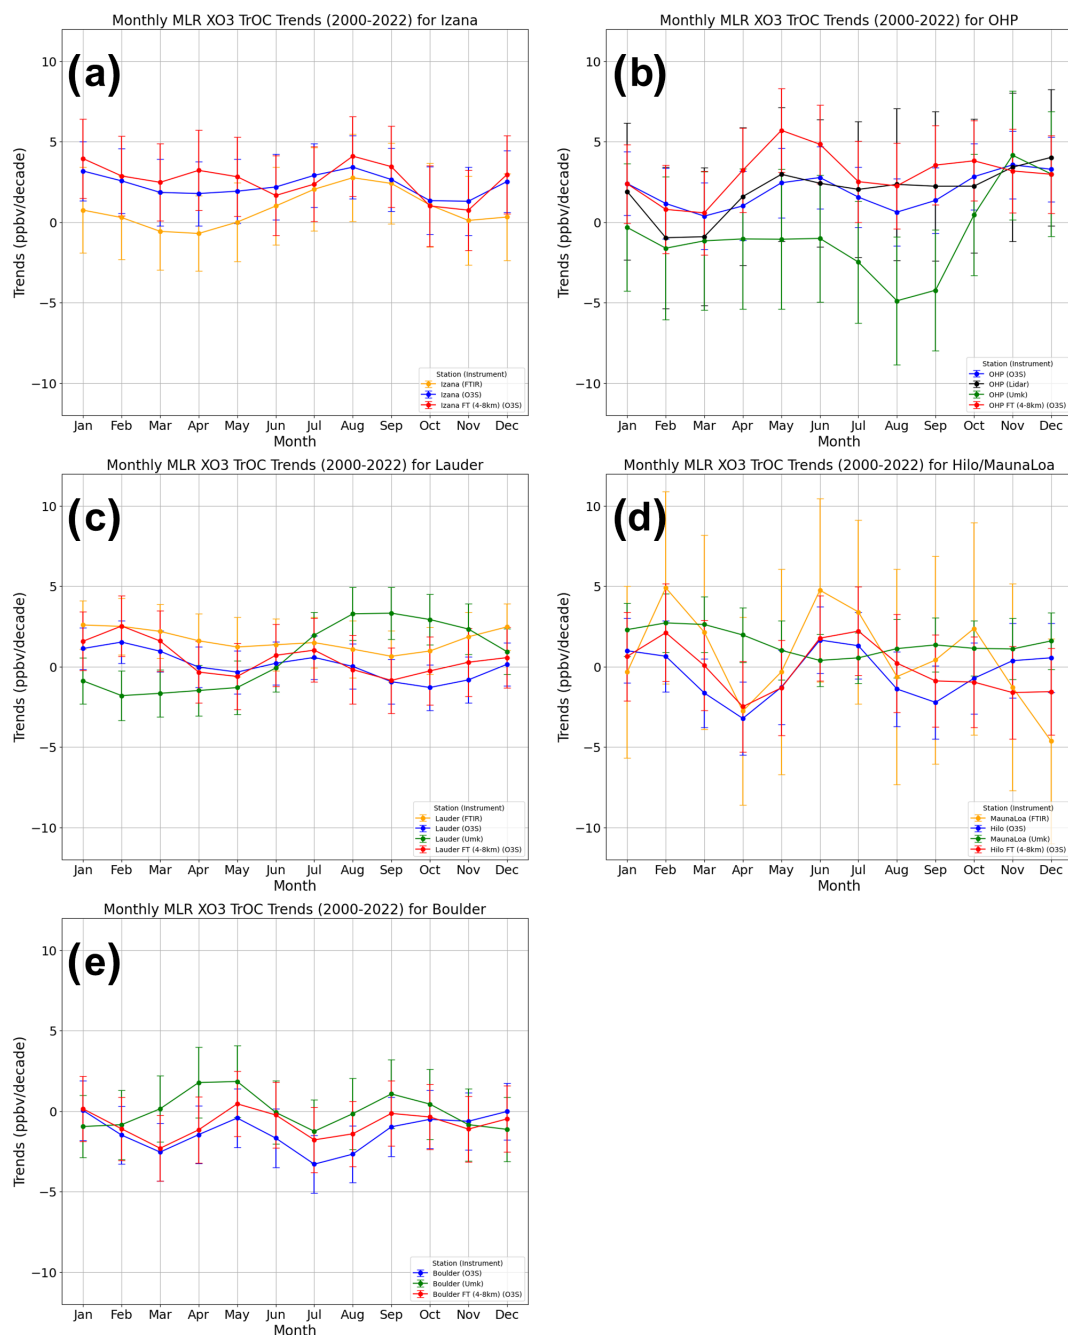 Monthly MLR XO3 TrOC Trends (2000-2022) for Izana
(a)
10
5
0
−5
−10
Trends (ppbv/decade)
Station (Instrument)
Izana (FTIR)
Izana (O3S)
Izana FT (4-8km) (O3S)
Jan Feb Mar Apr May Jun Jul Aug Sep Oct Nov Dec
Month
Monthly MLR XO3 TrOC Trends (2000-2022) for OHP
(b)
10
5
0
−5
−10
Trends (ppbv/decade)
Station (Instrument)
OHP (O3S)
OHP (Lidar)
OHP (Umk)
OHP FT (4-8km) (O3S)
Jan Feb Mar Apr May Jun Jul Aug Sep Oct Nov Dec
Month
Monthly MLR XO3 TrOC Trends (2000-2022) for Lauder
(c)
10
5
0
−5
−10
Trends (ppbv/decade)
Station (Instrument)
Lauder (FTIR)
Lauder (O3S)
Lauder (Umk)
Lauder FT (4-8km) (O3S)
Jan Feb Mar Apr May Jun Jul Aug Sep Oct Nov Dec
Month
Monthly MLR XO3 TrOC Trends (2000-2022) for Hilo/MaunaLoa
(d)
10
5
0
−5
−10
Trends (ppbv/decade)
Station (Instrument)
MaunaLoa (FTIR)
Hilo (O3S)
MaunaLoa (Umk)
Hilo FT (4-8km) (O3S)
Jan Feb Mar Apr May Jun Jul Aug Sep Oct Nov Dec
Month
Monthly MLR XO3 TrOC Trends (2000-2022) for Boulder
(e)
10
5
0
−5
−10
Trends (ppbv/decade)
Station (Instrument)
Boulder (O3S)
Boulder (Umk)
Boulder FT (4-8km) (O3S)
Jan Feb Mar Apr May Jun Jul Aug Sep Oct Nov Dec
Month